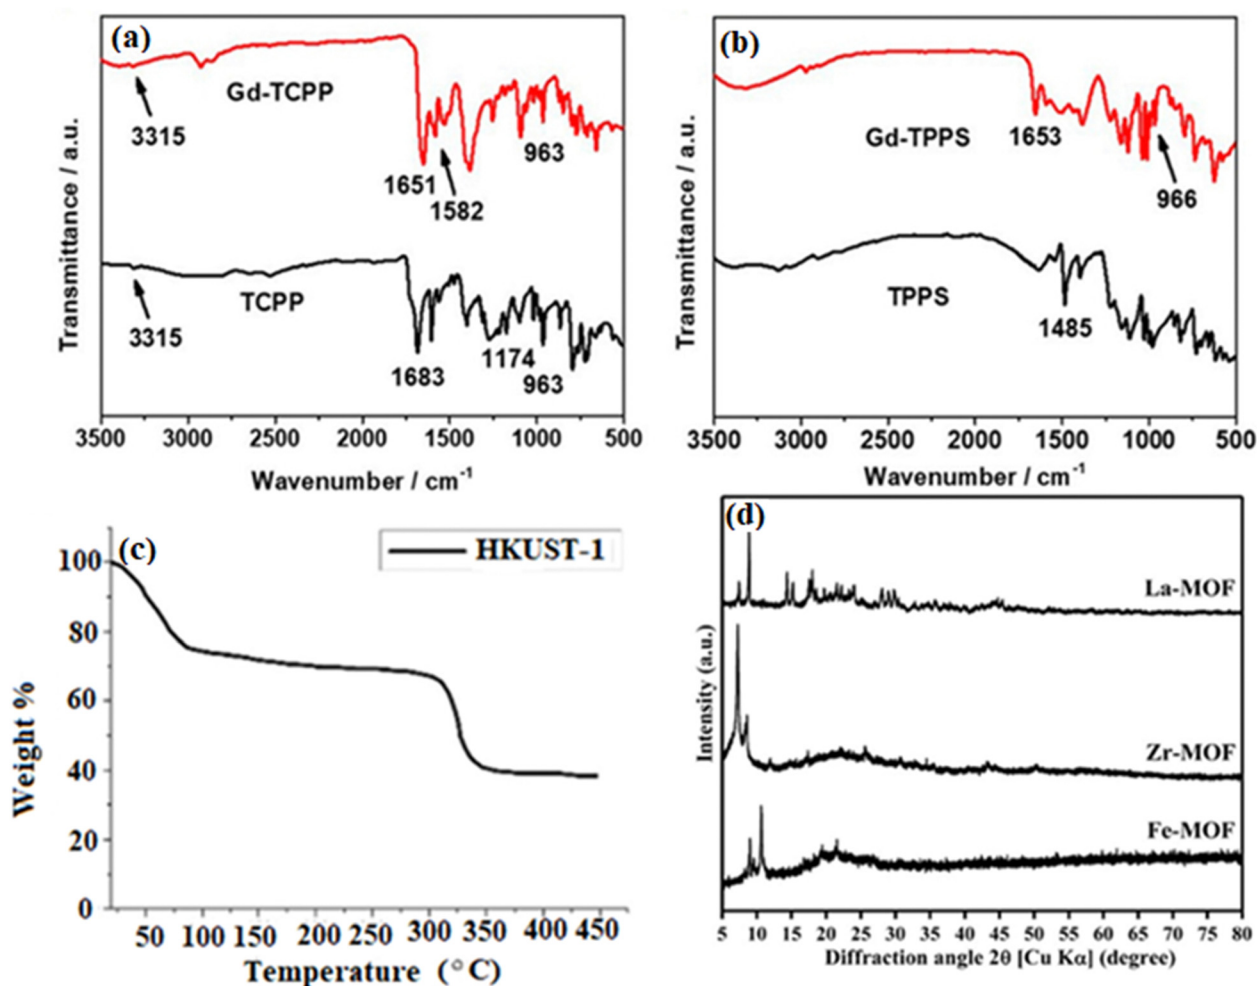 (a)
Gd-TCPP
3315
1651
1582
963
TCPP
3315
1683
1174
963
Transmittance / a.u.
3500 3000 2500 2000 1500 1000 500
Wavenumber / cm⁻¹
(b)
Gd-TPPS
1653
966
TPPS
1485
Transmittance / a.u.
3500 3000 2500 2000 1500 1000 500
Wavenumber / cm⁻¹
(c)
HKUST-1
100
80
60
40
20
0
Weight %
50 100 150 200 250 300 350 400 450
Temperature (°C)
(d)
La-MOF
Zr-MOF
Fe-MOF
Intensity (a.u.)
5 10 15 20 25 30 35 40 45 50 55 60 65 70 75 80
Diffraction angle 2θ [Cu Kα] (degree)